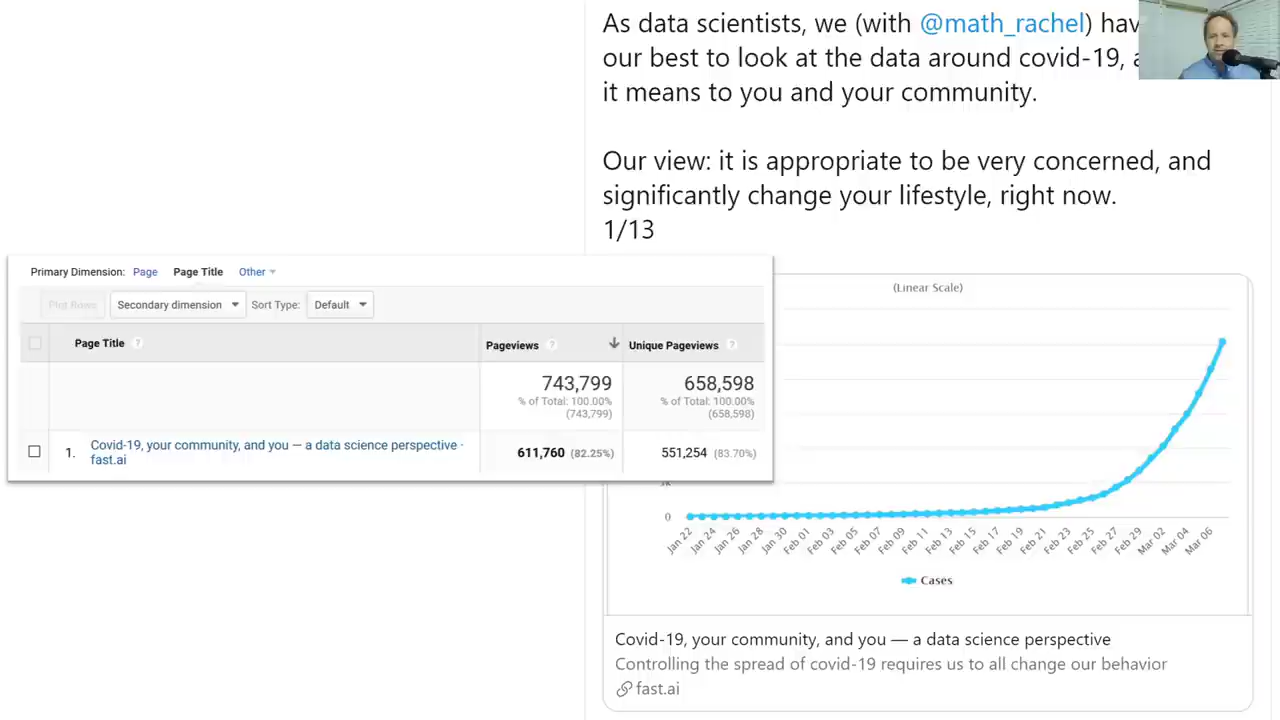 As data scientists, we (with @math_rachel)
our best to look at the data around covid-19,
it means to you and your community.
Our view: it is appropriate to be very concerned, and
significantly change your lifestyle, right now.
1/13
Primary Dimension: Page Page Title Other
Plot Rows Secondary dimension Sort Type: Default
Page Title ? Pageviews ? Unique Pageviews ?
743,799 658,598
% of Total: 100.00% % of Total: 100.00%
(743,799) (658,598)
1. Covid-19, your community, and you — a data science perspective · 611,760 (82.25%) 551,254 (83.70%)
fast.ai
(Linear Scale)
0
Jan 22 Jan 24 Jan 26 Jan 28 Jan 30 Feb 01 Feb 03 Feb 05 Feb 07 Feb 09 Feb 11 Feb 13 Feb 15 Feb 17 Feb 19 Feb 21 Feb 23 Feb 25 Feb 27 Feb 29 Mar 02 Mar 04 Mar 06
Cases
Covid-19, your community, and you — a data science perspective
Controlling the spread of covid-19 requires us to all change our behavior
fast.ai